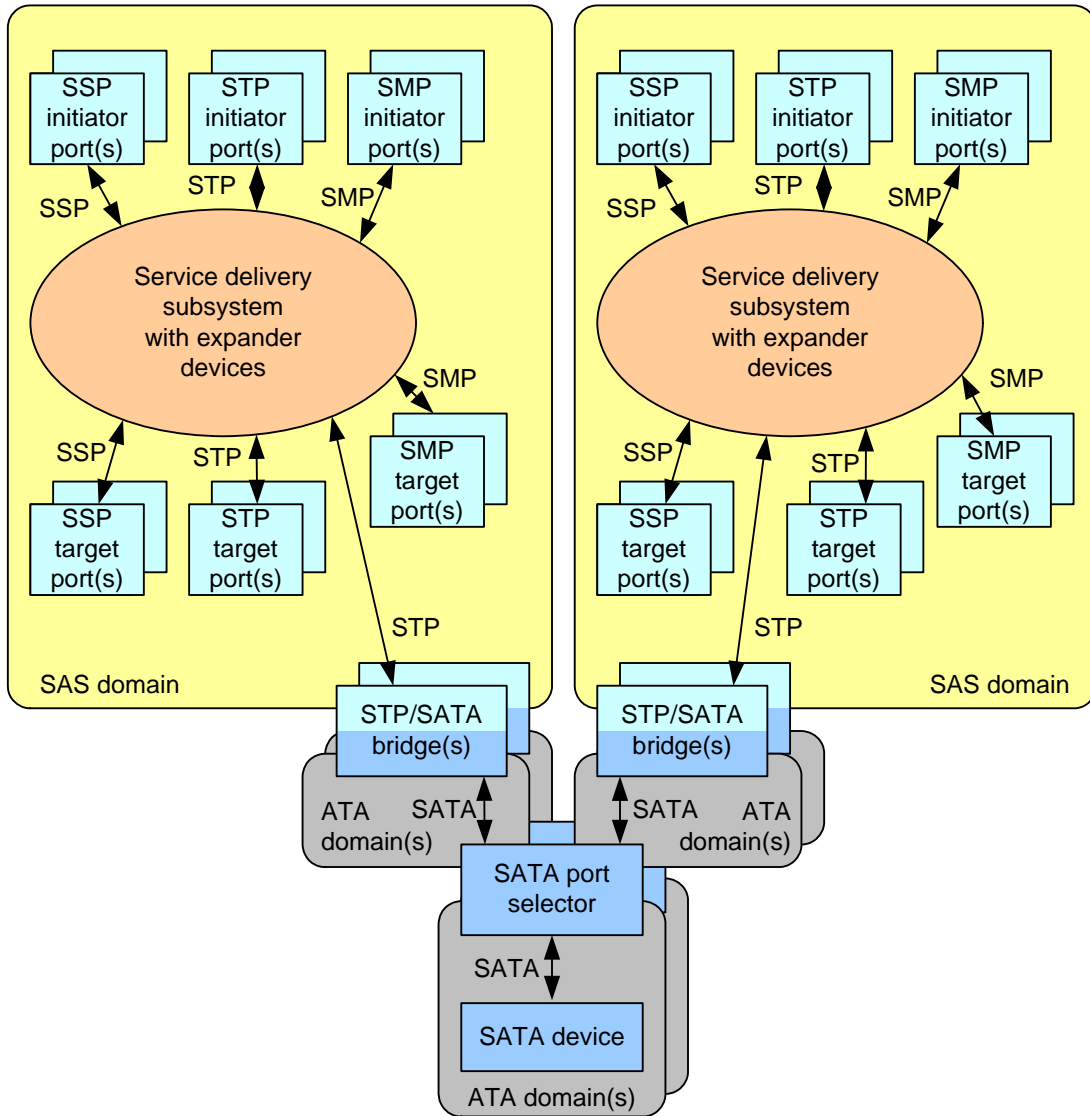 SSP
initiator
port(s)
STP
initiator
port(s)
SMP
initiator
port(s)
SSP
STP
SMP
Service delivery
subsystem
with expander
devices
SMP
SSP
STP
SMP
target
port(s)
SSP
target
port(s)
STP
target
port(s)
STP
SAS domain
SSP
initiator
port(s)
STP
initiator
port(s)
SMP
initiator
port(s)
SSP
STP
SMP
Service delivery
subsystem
with expander
devices
SMP
SSP
STP
SMP
target
port(s)
SSP
target
port(s)
STP
target
port(s)
STP
SAS domain
STP/SATA
bridge(s)
STP/SATA
bridge(s)
ATA
domain(s)
SATA
SATA
ATA
domain(s)
SATA port
selector
SATA
SATA device
ATA domain(s)